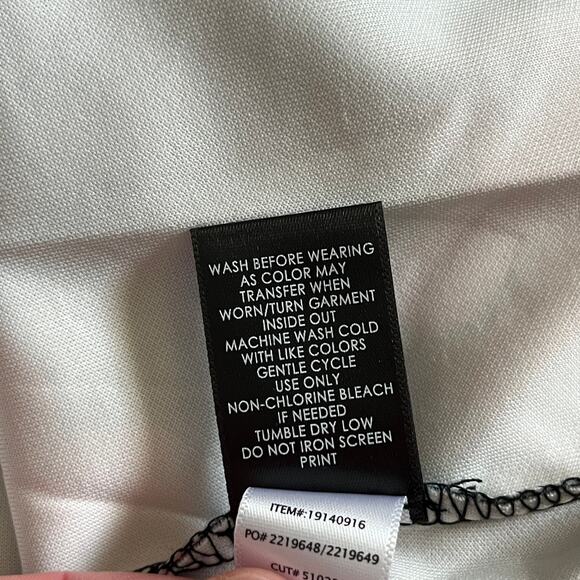 WASH BEFORE WEARING
AS COLOR MAY
TRANSFER WHEN
WORN/TURN GARMENT
INSIDE OUT
MACHINE WASH COLD
WITH LIKE COLORS
GENTLE CYCLE
USE ONLY
NON-CHLORINE BLEACH
IF NEEDED
TUMBLE DRY LOW
DO NOT IRON SCREEN
PRINT
ITEM#:19140916
PO# 2219648/2219649
CUT#